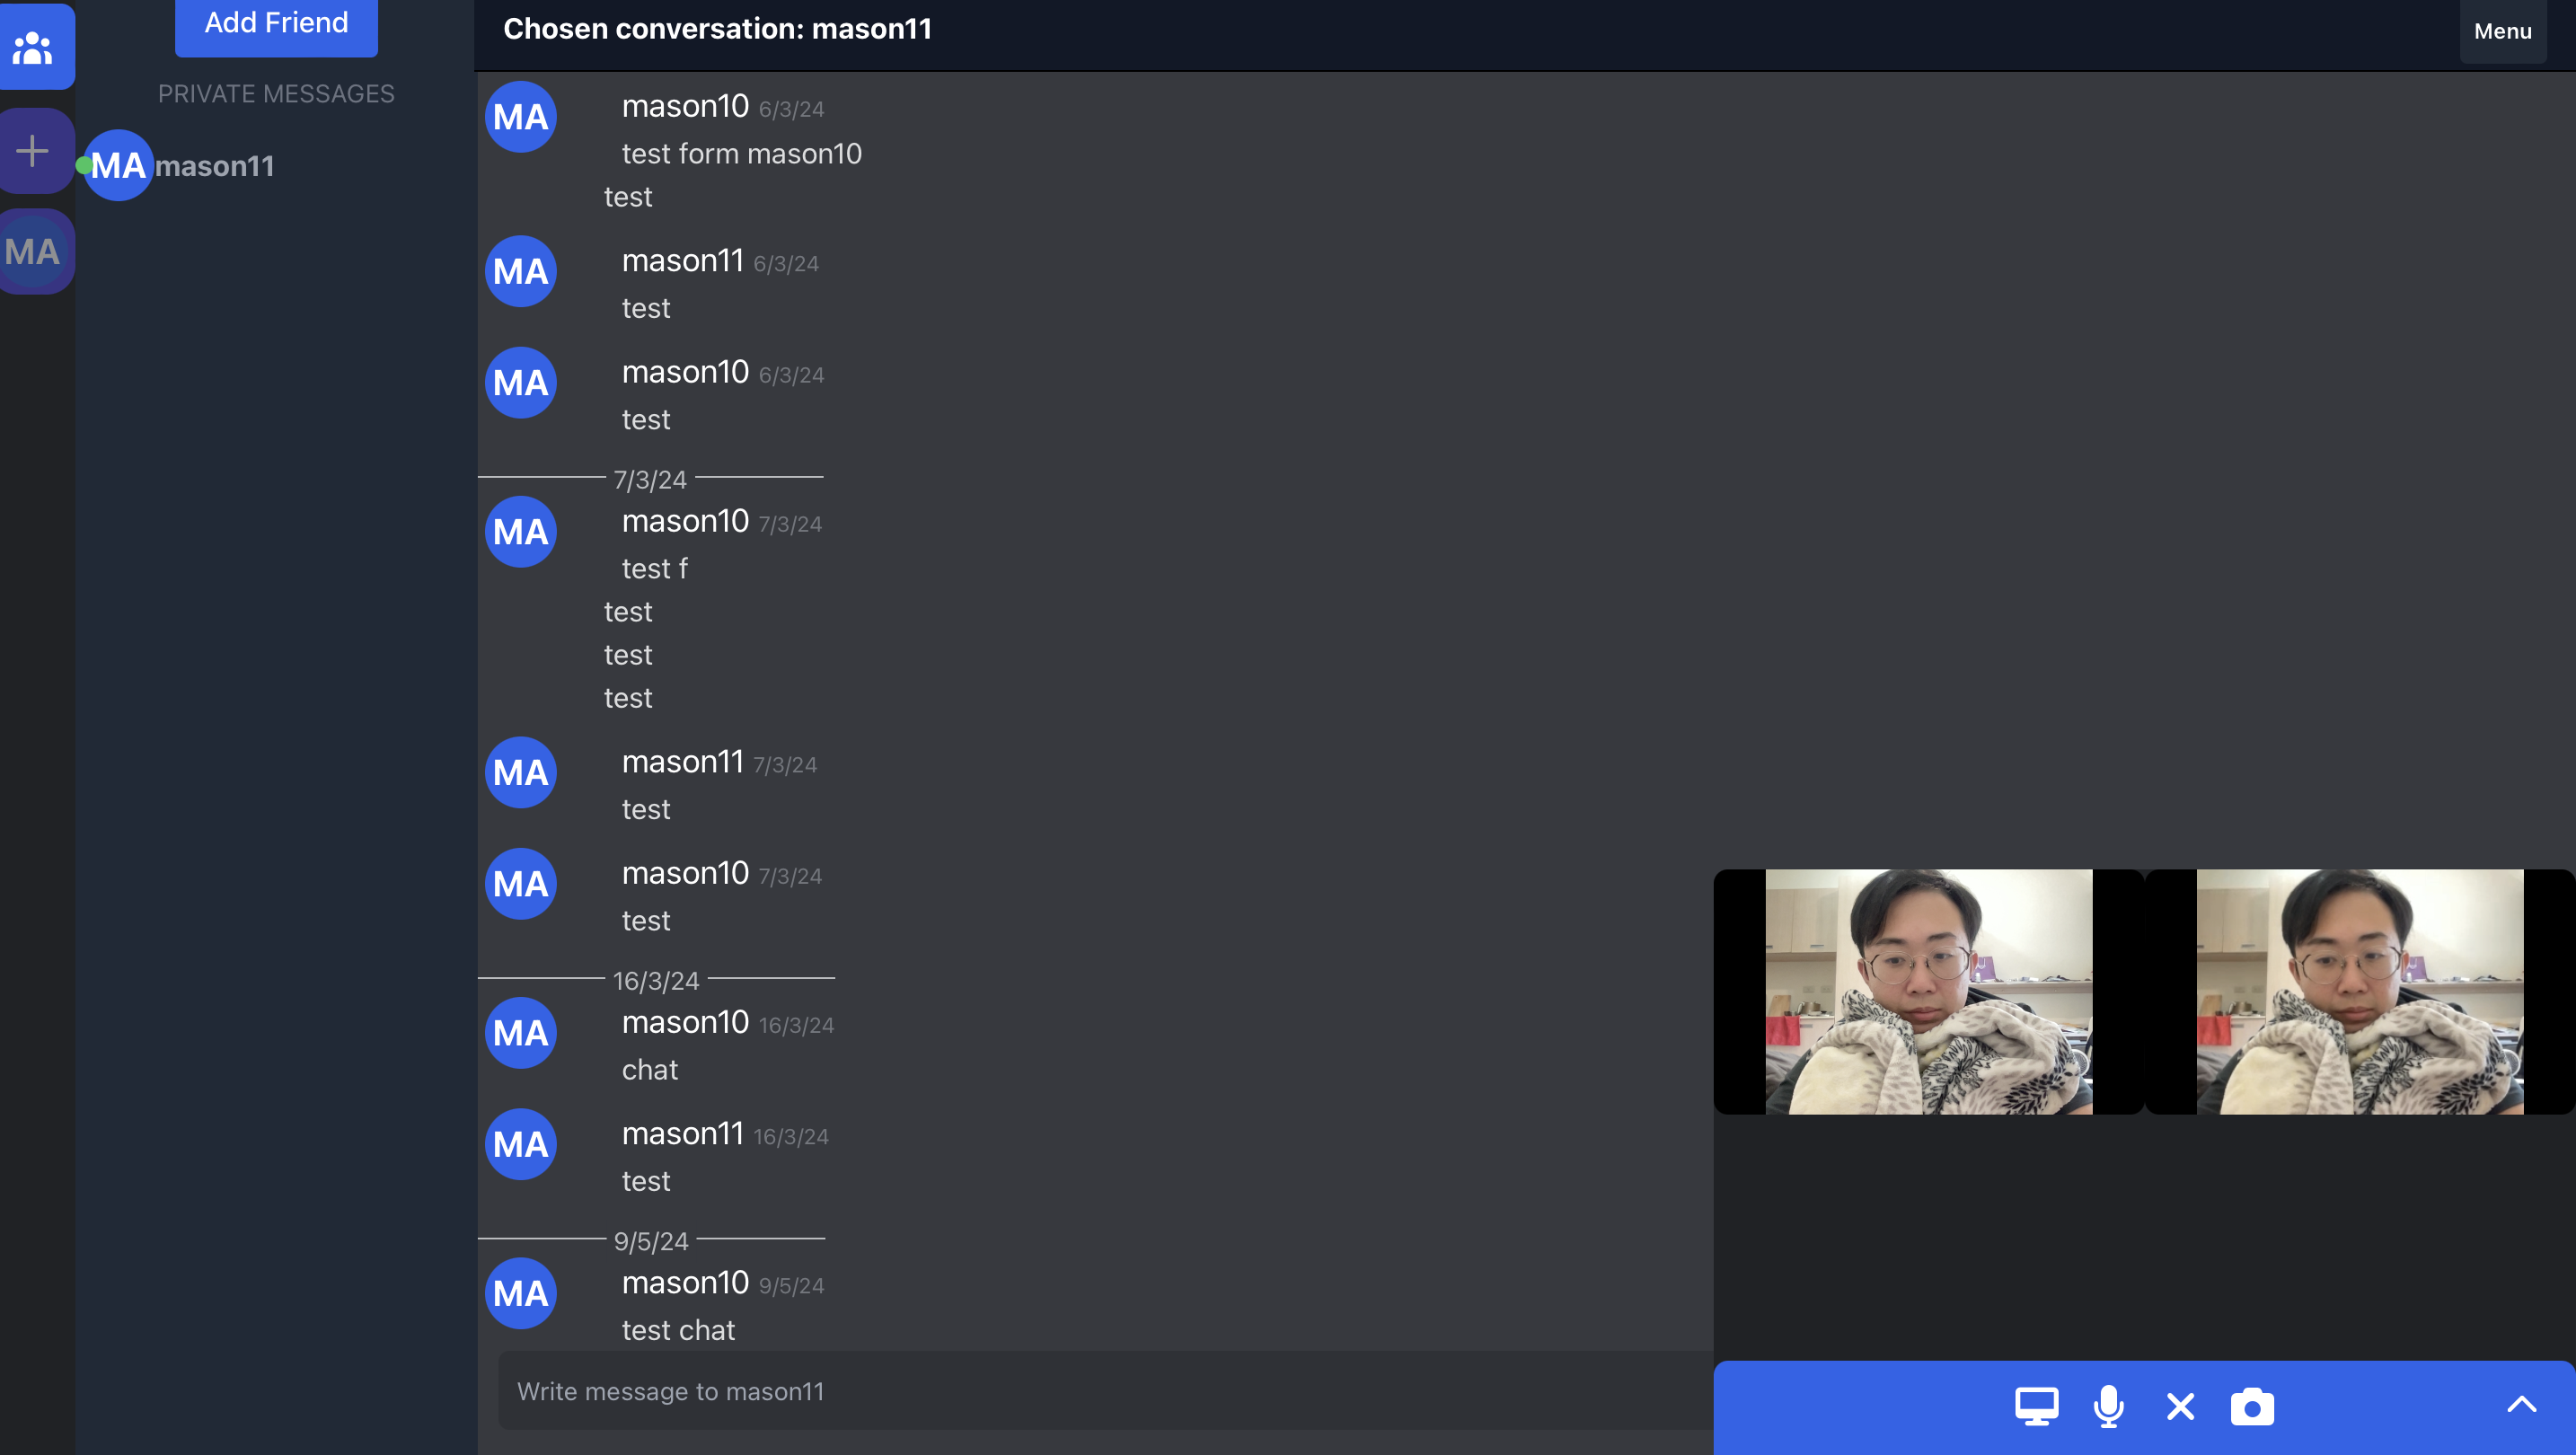 Add Friend
PRIVATE MESSAGES
MA mason11
MA
Chosen conversation: mason11
Menu
MA mason10 6/3/24
test form mason10
test
MA mason11 6/3/24
test
MA mason10 6/3/24
test
7/3/24
MA mason10 7/3/24
test f
test
test
test
MA mason11 7/3/24
test
MA mason10 7/3/24
test
16/3/24
MA mason10 16/3/24
chat
MA mason11 16/3/24
test
9/5/24
MA mason10 9/5/24
test chat
Write message to mason11